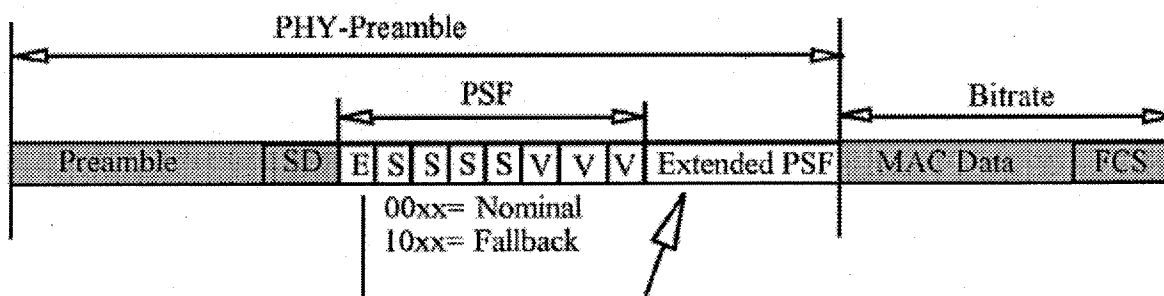 PHY-Preamble
PSF
Bitrate
Preamble SD E S S S S V V V Extended PSF MAC Data FCS
00xx= Nominal
10xx= Fallback